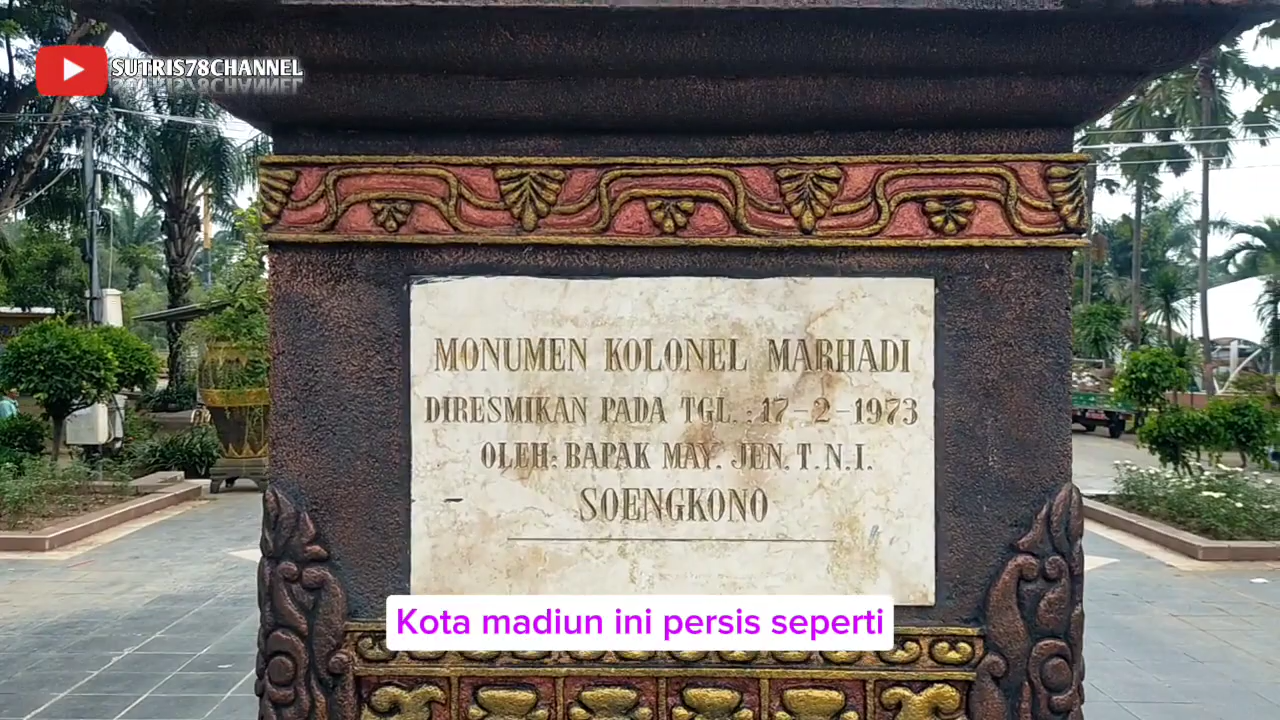 SUTRIS78CHANNEL
MONUMEN KOLONEL MARHADI
DIRESMIKAN PADA TGL. : 17-2-1973
OLEH: BAPAK MAY. JEN. T.N.I.
SOENGKONO
Kota madiun ini persis seperti